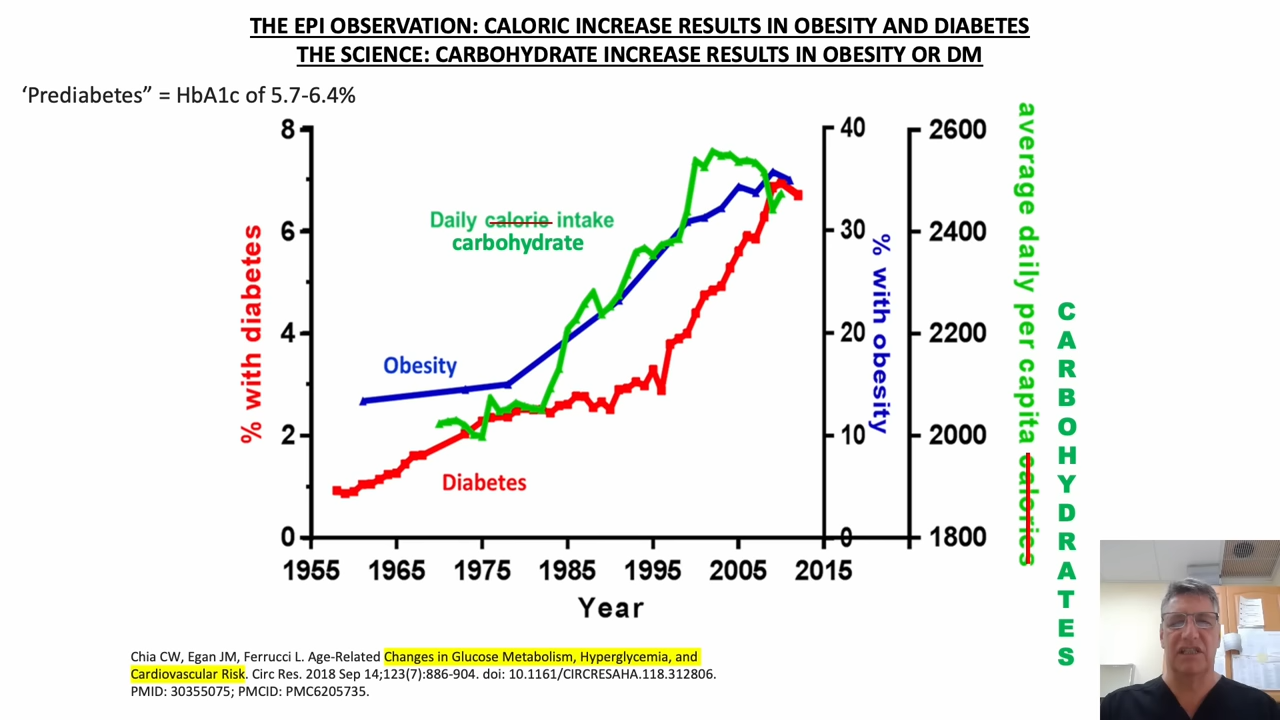 THE EPI OBSERVATION: CALORIC INCREASE RESULTS IN OBESITY AND DIABETES
THE SCIENCE: CARBOHYDRATE INCREASE RESULTS IN OBESITY OR DM
‘Prediabetes” = HbA1c of 5.7-6.4%
8
6
4
2
0
% with diabetes
Daily calorie intake
carbohydrate
Obesity
Diabetes
40
30
20
10
0
% with obesity
2600
2400
2200
2000
1800
average daily per capita calories
CARBOHYDRATES
1955 1965 1975 1985 1995 2005 2015
Year
Chia CW, Egan JM, Ferrucci L. Age-Related Changes in Glucose Metabolism, Hyperglycemia, and
Cardiovascular Risk. Circ Res. 2018 Sep 14;123(7):886-904. doi: 10.1161/CIRCRESAHA.118.312806.
PMID: 30355075; PMCID: PMC6205735.